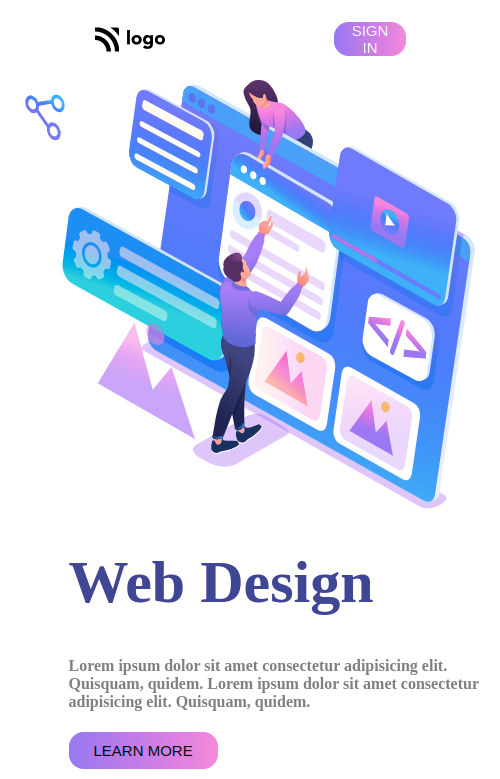 logo
SIGN
IN
</>
Web Design
Lorem ipsum dolor sit amet consectetur adipisicing elit.
Quisquam, quidem. Lorem ipsum dolor sit amet consectetur
adipisicing elit. Quisquam, quidem.
LEARN MORE